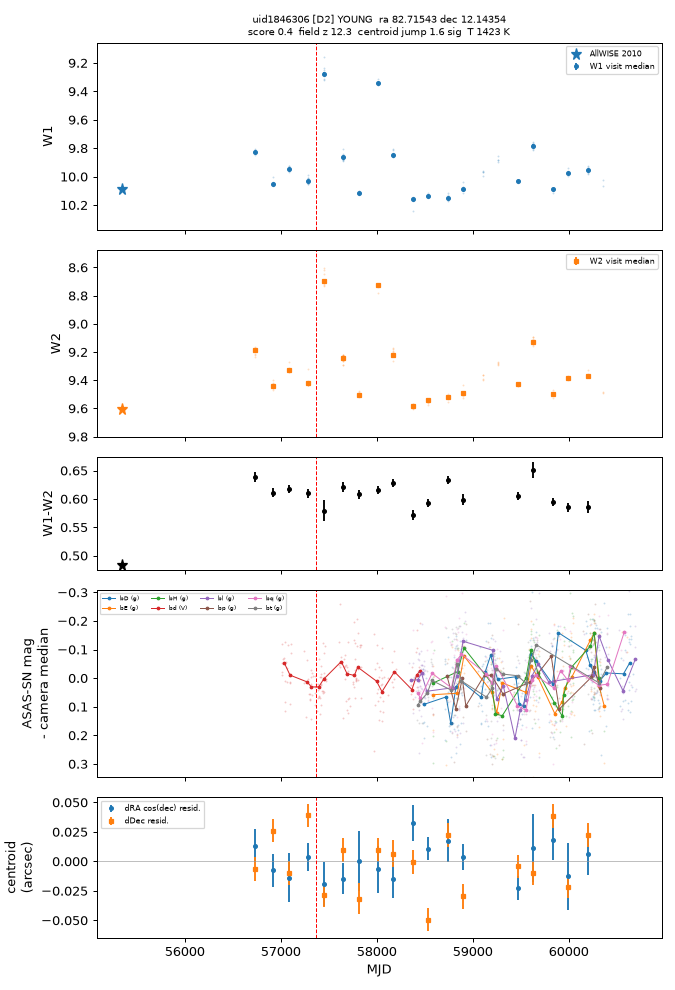 uid1846306 [D2] YOUNG ra 82.71543 dec 12.14354
score 0.4 field z 12.3 centroid jump 1.6 sig T 1423 K
W1
9.2
9.4
9.6
9.8
10.0
10.2
AllWISE 2010
W1 visit median
W2
8.6
8.8
9.0
9.2
9.4
9.6
9.8
W2 visit median
W1-W2
0.65
0.60
0.55
0.50
ASAS-SN mag
- camera median
−0.3
−0.2
−0.1
0.0
0.1
0.2
0.3
bD (g)
bE (g)
bH (g)
bd (V)
bl (g)
bp (g)
bq (g)
bt (g)
centroid
(arcsec)
0.050
0.025
0.000
−0.025
−0.050
dRA cos(dec) resid.
dDec resid.
56000
57000
58000
59000
60000
MJD